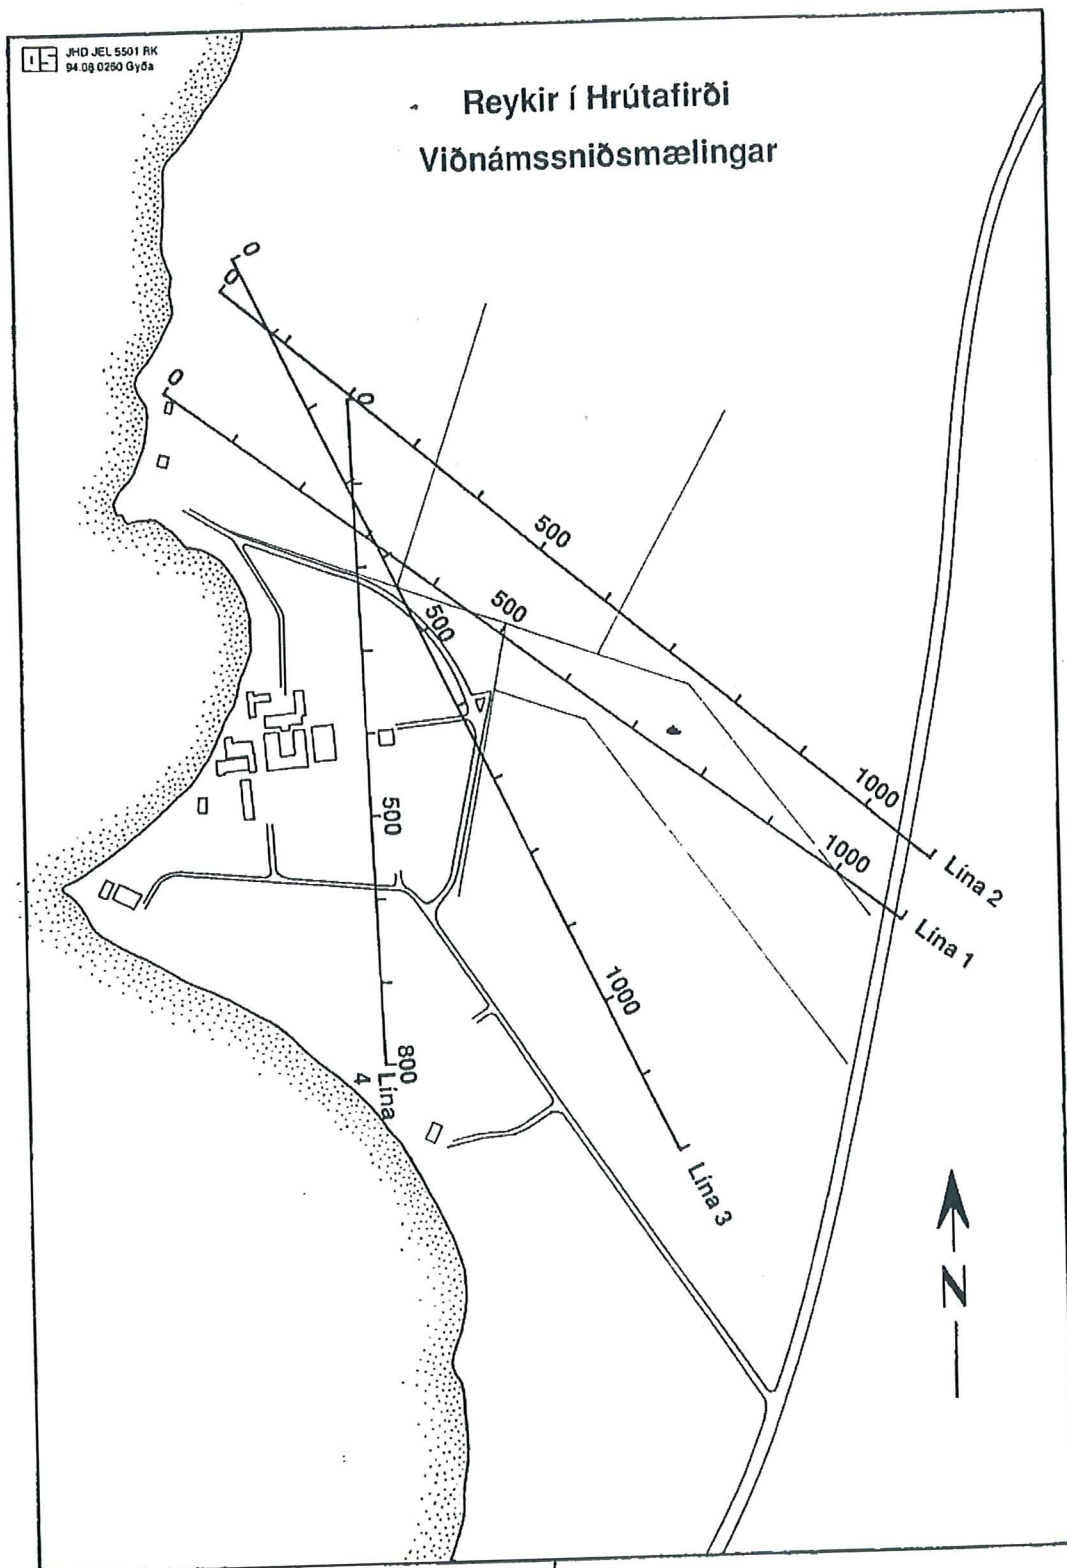 OS
JHD JEL 5501 RK
94.08.0260 Gyða
Reykir í Hrútafirði
Viðnámssniðsmælingar
0
0
0
0
500
500
500
1000
1000
500
Lína 2
Lína 1
1000
800
Lína
4
Lína 3
N